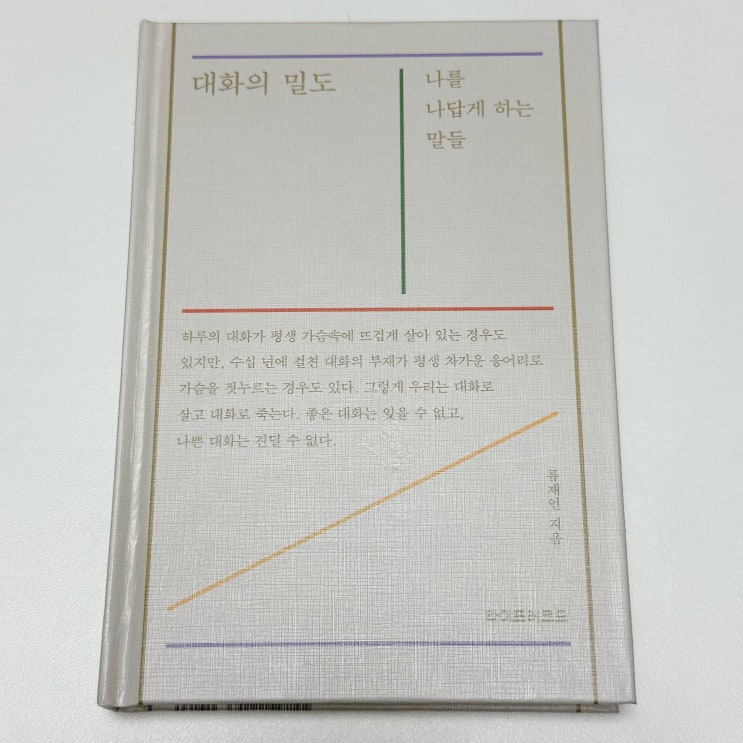 대화의 밀도
나를
나답게 하는
말들
하루의 대화가 평생 가슴속에 뜨겁게 살아 있는 경우도
있지만, 수십 년에 걸친 대화의 부재가 평생 차가운 응어리로
가슴을 짓누르는 경우도 있다. 그렇게 우리는 대화로
살고 대화로 죽는다. 좋은 대화는 잊을 수 없고,
나쁜 대화는 견딜 수 없다.
류재언 지음
라이프레코드